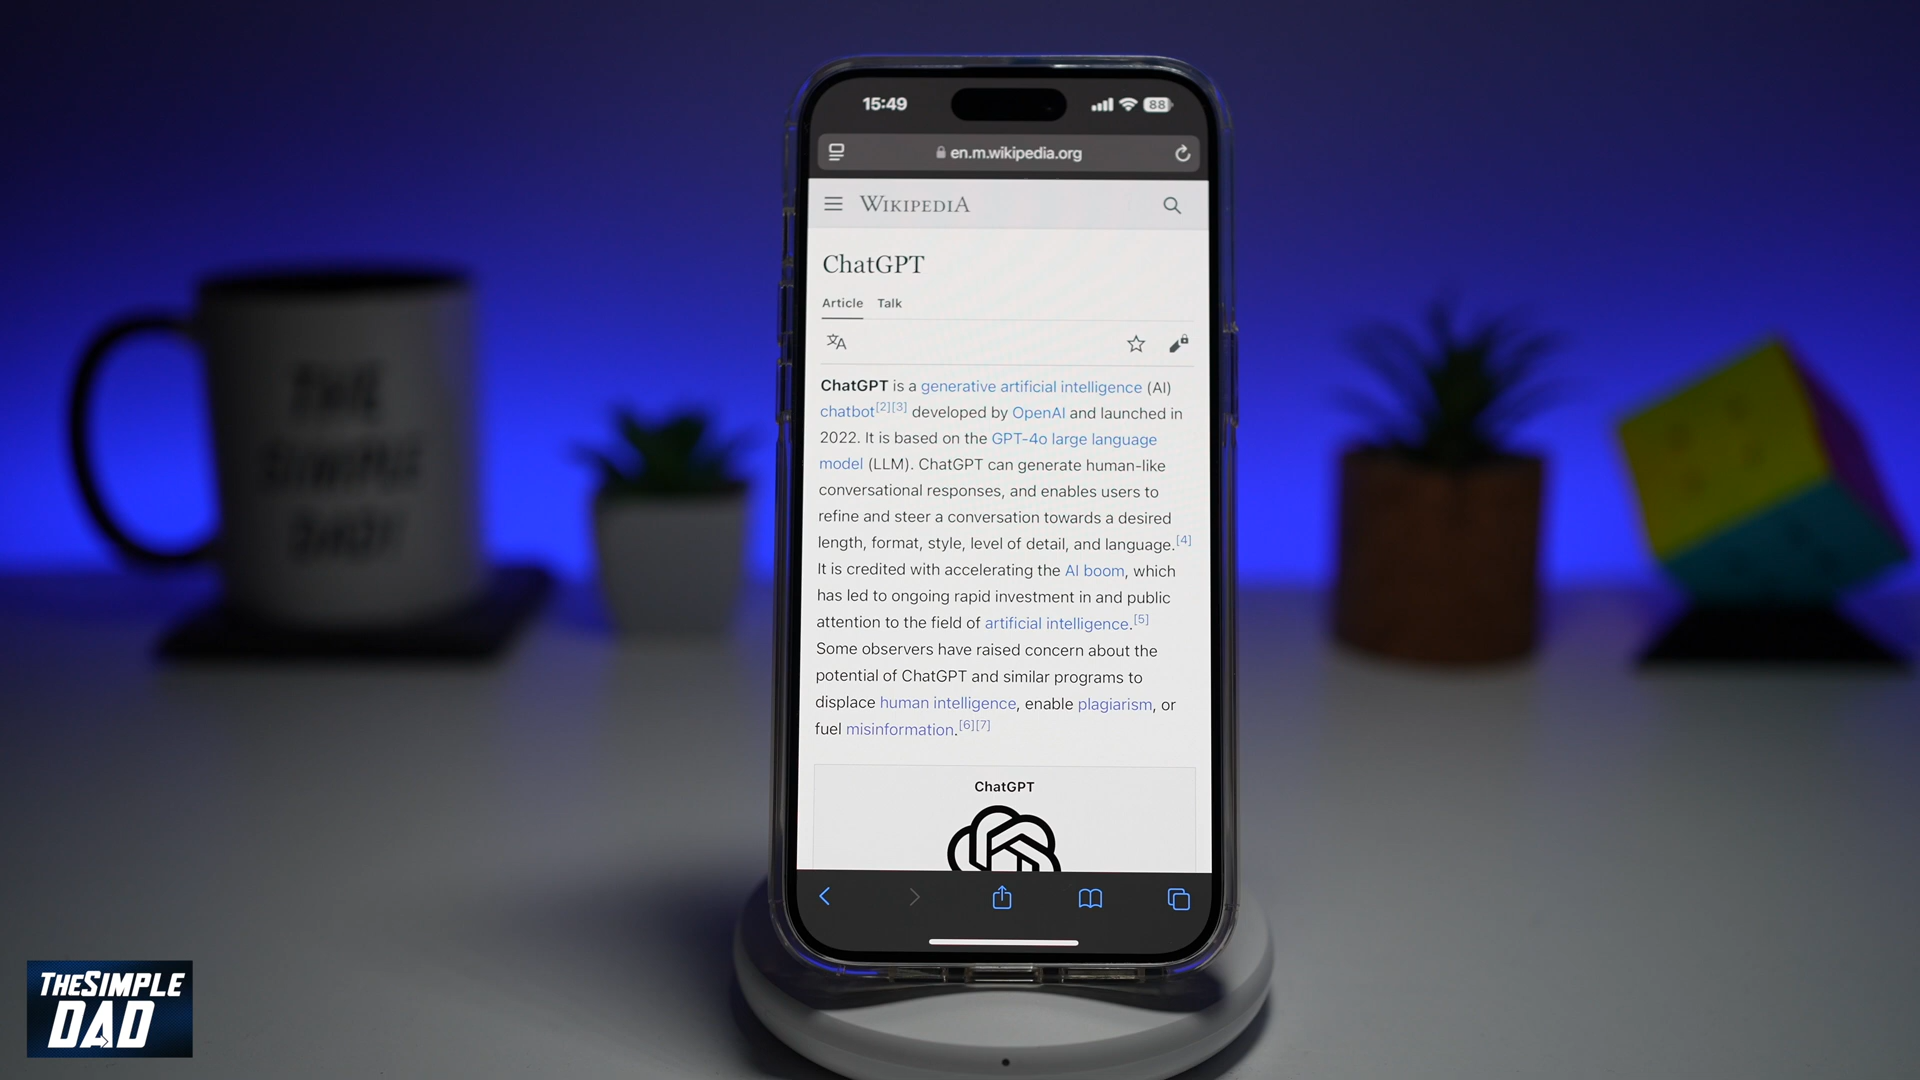 15:49
88
en.m.wikipedia.org
WIKIPEDIA
ChatGPT
Article Talk
ChatGPT is a generative artificial intelligence (AI)
chatbot[2][3] developed by OpenAI and launched in
2022. It is based on the GPT-4o large language
model (LLM). ChatGPT can generate human-like
conversational responses, and enables users to
refine and steer a conversation towards a desired
length, format, style, level of detail, and language.[4]
It is credited with accelerating the AI boom, which
has led to ongoing rapid investment in and public
attention to the field of artificial intelligence.[5]
Some observers have raised concern about the
potential of ChatGPT and similar programs to
displace human intelligence, enable plagiarism, or
fuel misinformation.[6][7]
ChatGPT
THE
SIMPLE
DAD!
THESIMPLE
DAD